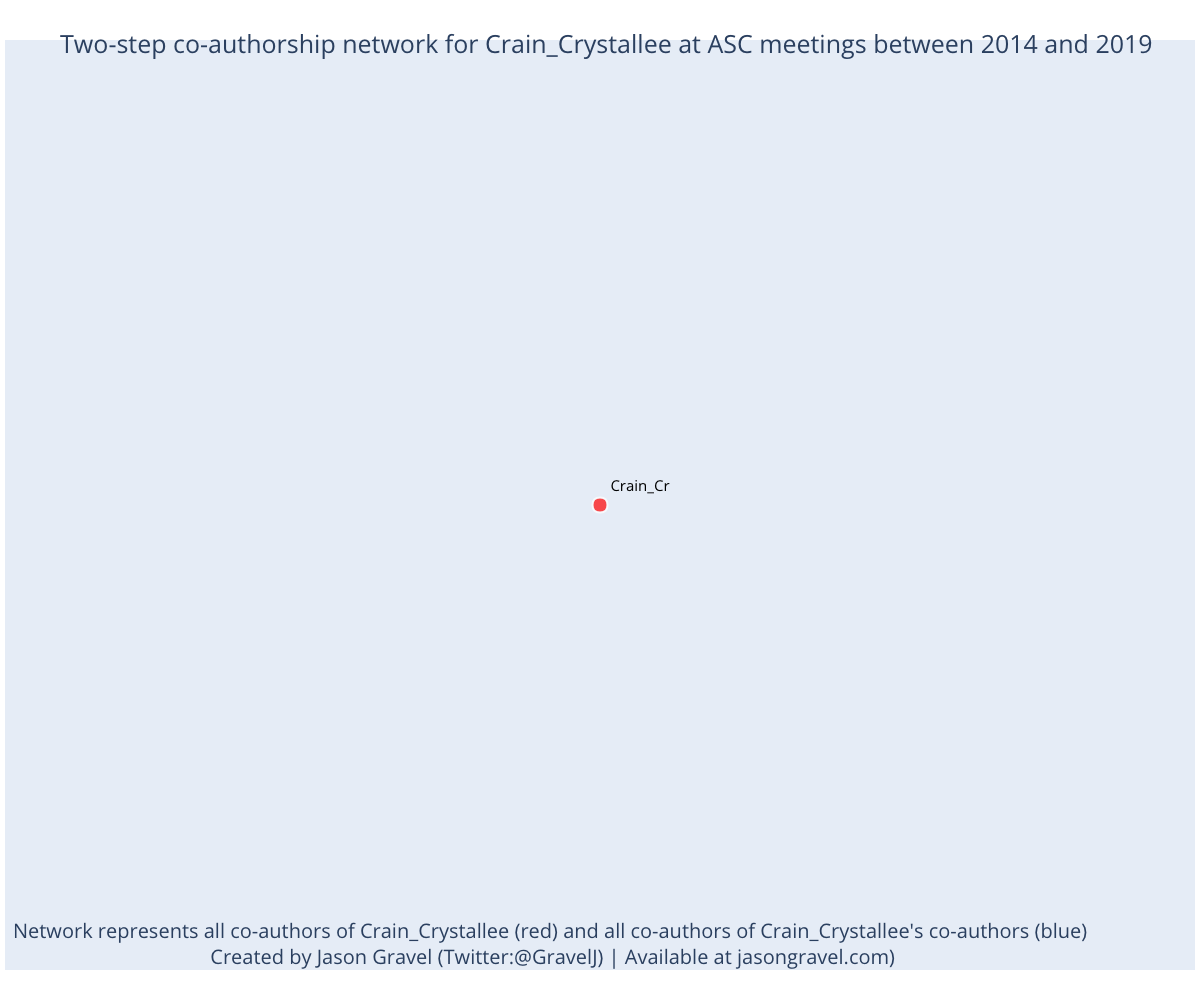 Two-step co-authorship network for Crain_Crystallee at ASC meetings between 2014 and 2019
Crain_Cr
Network represents all co-authors of Crain_Crystallee (red) and all co-authors of Crain_Crystallee's co-authors (blue)
Created by Jason Gravel (Twitter:@GravelJ) | Available at jasongravel.com)